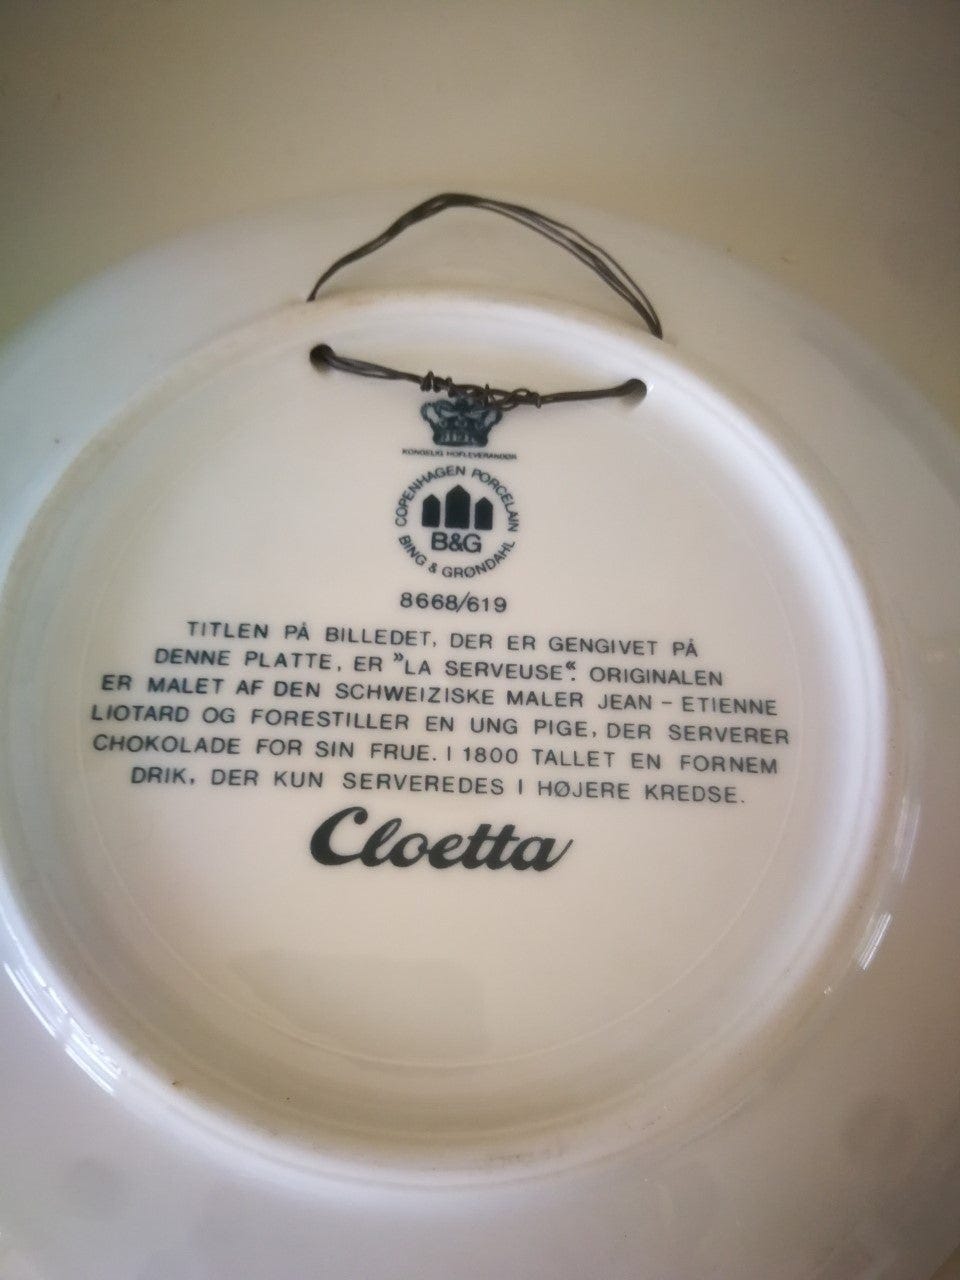 KONGELIG HOFLEVERANDØR
COPENHAGEN PORCELAIN
B&G
BING & GRØNDAHL
8668/619
TITLEN PÅ BILLEDET, DER ER GENGIVET PÅ
DENNE PLATTE, ER »LA SERVEUSE«. ORIGINALEN
ER MALET AF DEN SCHWEIZISKE MALER JEAN - ETIENNE
LIOTARD OG FORESTILLER EN UNG PIGE, DER SERVERER
CHOKOLADE FOR SIN FRUE. I 1800 TALLET EN FORNEM
DRIK, DER KUN SERVEREDES I HØJERE KREDSE.
Cloetta